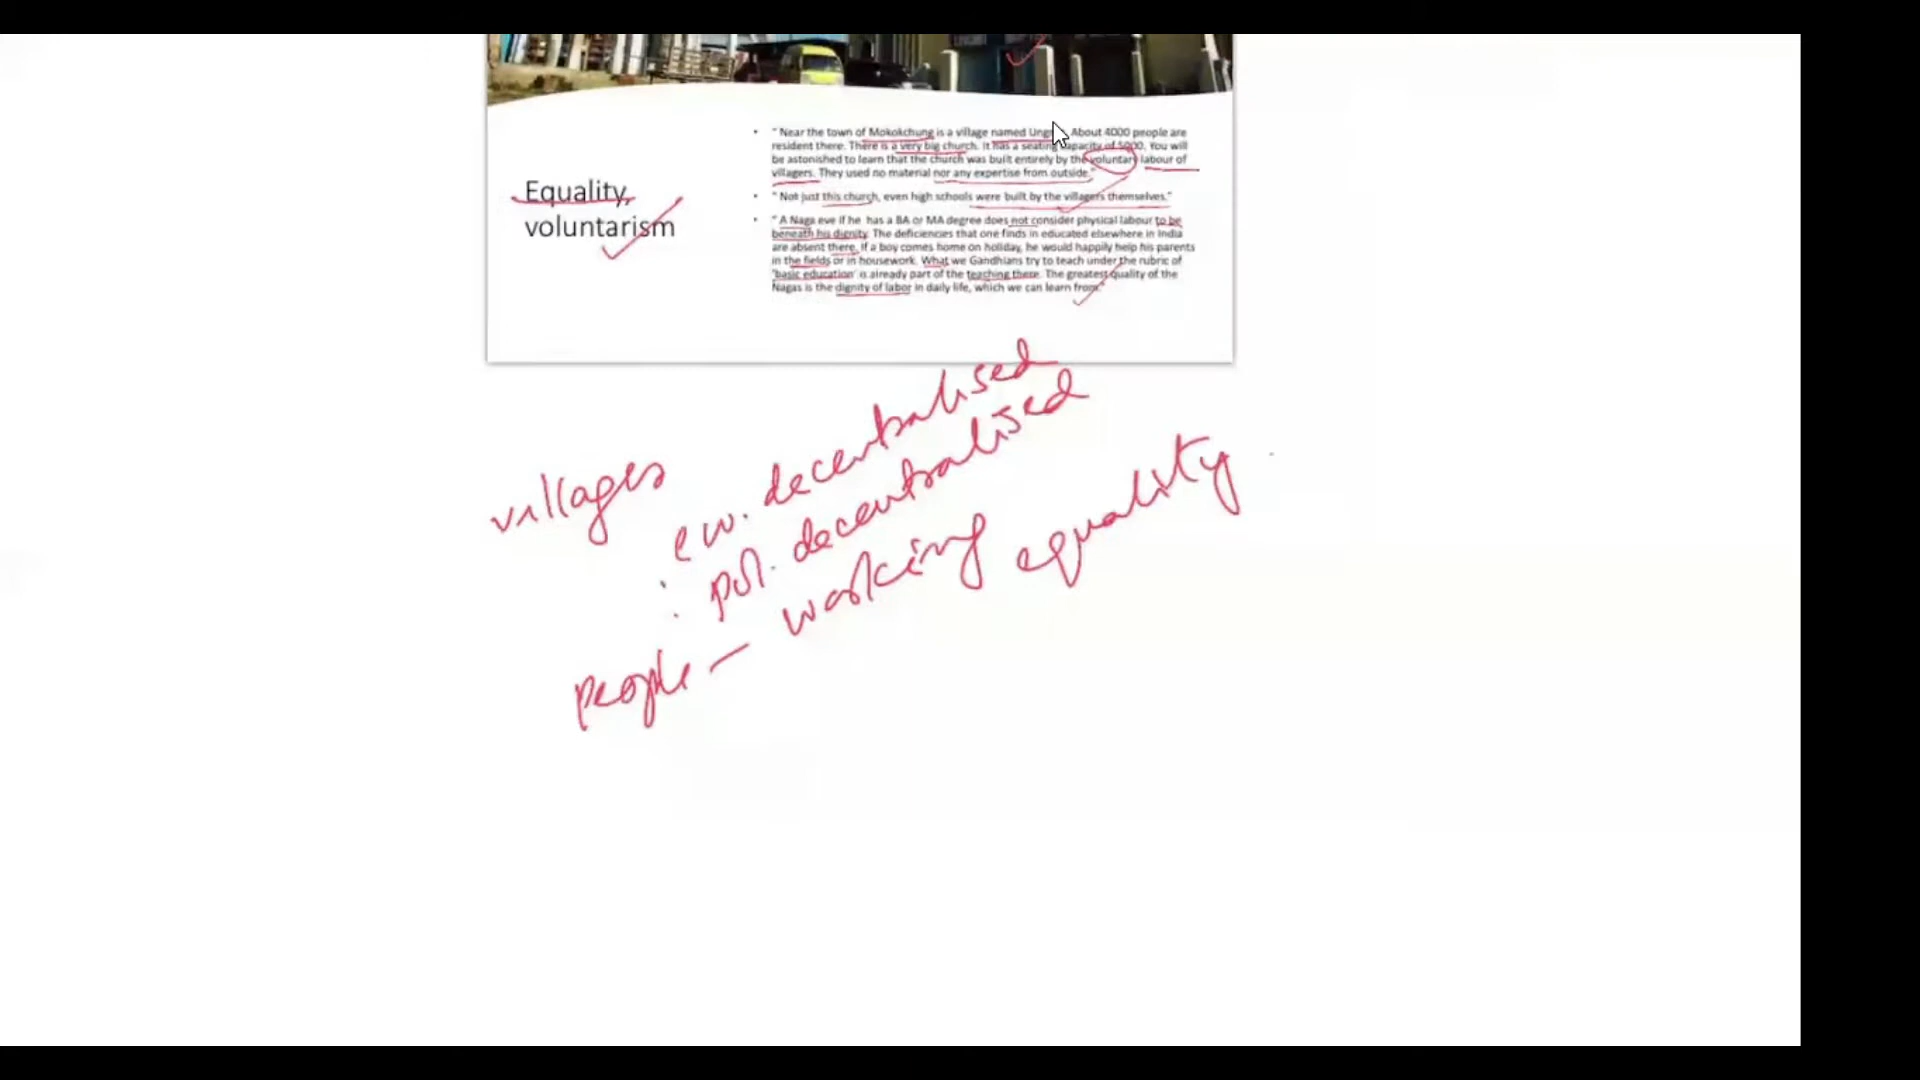 Equality,
voluntarism
• " Near the town of Mokokchung is a village named About 4000 people are
resident there. There is a very big church. It has a seating capacity of 5000. You will
be astonished to learn that the church was built entirely by the voluntary labour of
villagers. They used no material nor any expertise from outside."
• " Not just this church, even high schools were built by the villagers themselves."
• " A Naga eve if he has a BA or MA degree does not consider physical labour to be
beneath his dignity. The deficiencies that one finds in educated elsewhere in India
are absent there. If a boy comes home on holiday, he would happily help his parents
in the fields or in housework. What we Gandhians try to teach under the rubric of
'basic education' is already part of the teaching there. The greatest quality of the
Nagas is the dignity of labor in daily life, which we can learn from."
villages
decentralised
: pol. decentralised
people – working equality